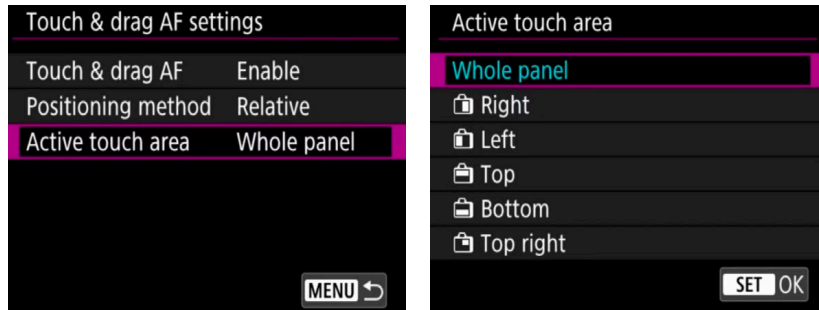 Touch & drag AF settings
Touch & drag AF Enable
Positioning method Relative
Active touch area Whole panel
MENU
Active touch area
Whole panel
Right
Left
Top
Bottom
Top right
SET OK